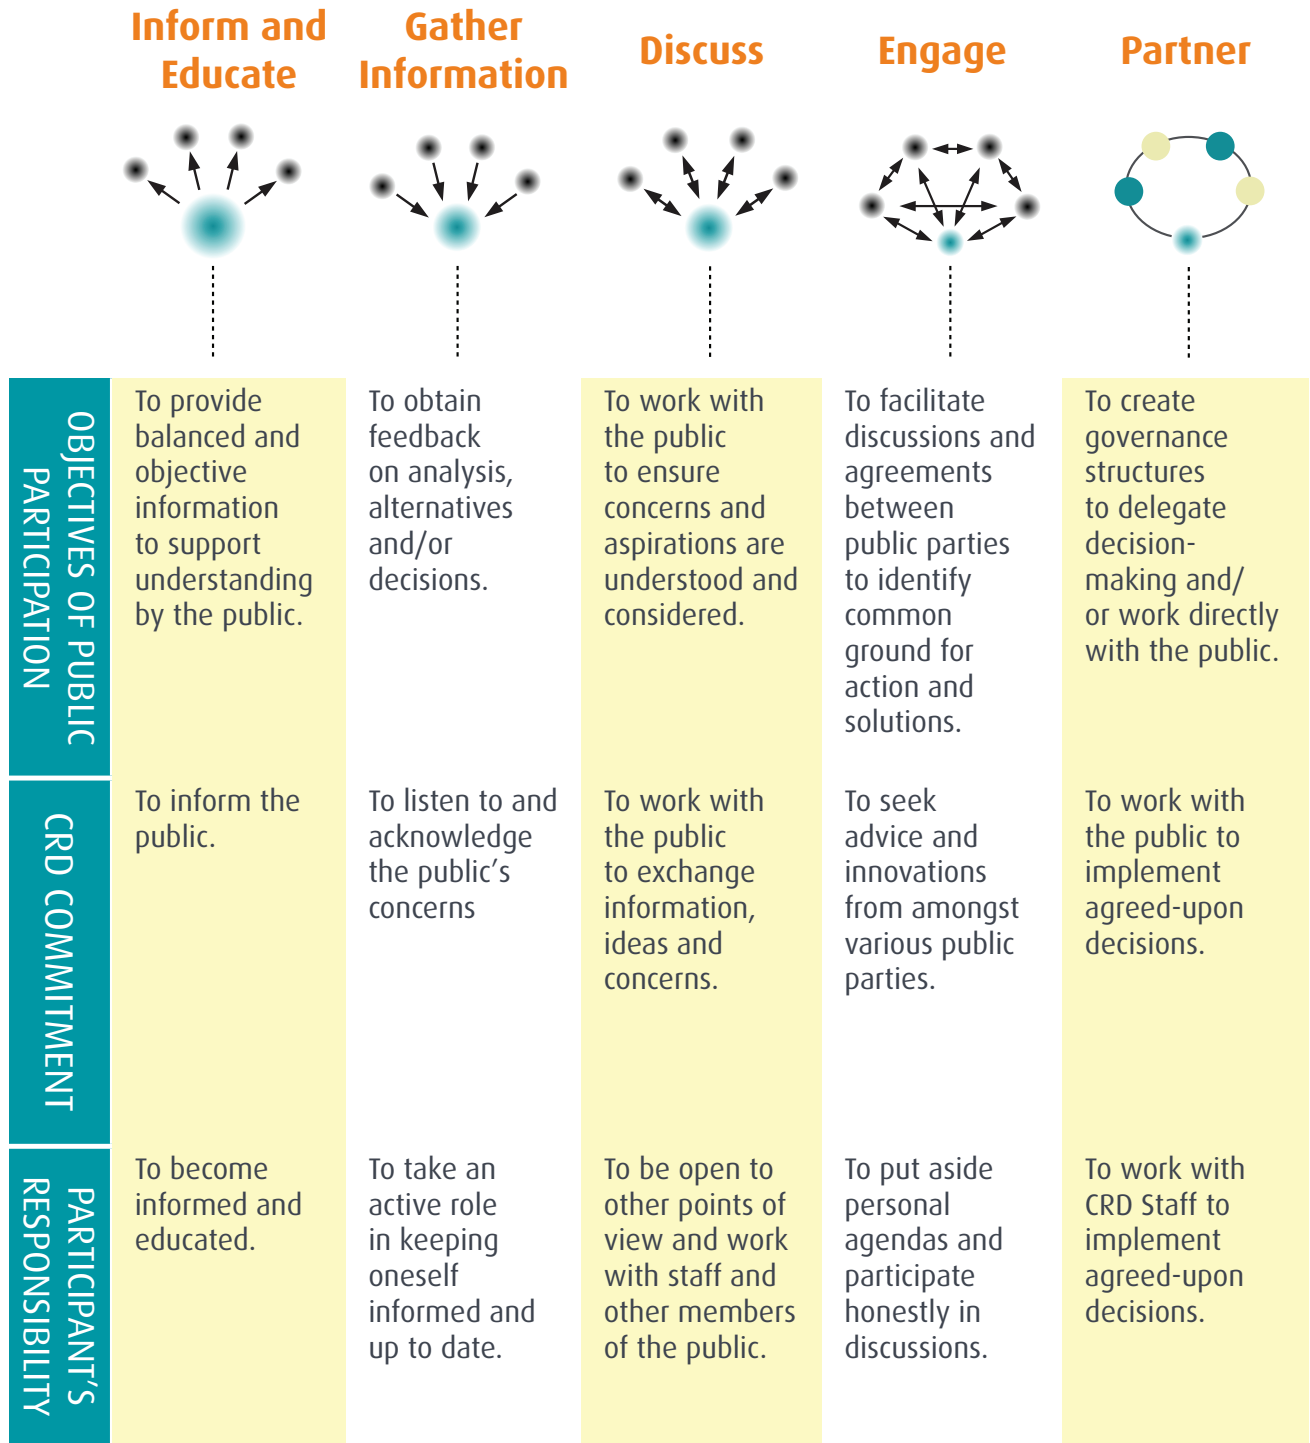 Inform and
Educate
Gather
Information
Discuss
Engage
Partner
OBJECTIVES OF PUBLIC
PARTICIPATION
To provide
balanced and
objective
information
to support
understanding
by the public.
To obtain
feedback
on analysis,
alternatives
and/or
decisions.
To work with
the public
to ensure
concerns and
aspirations are
understood and
considered.
To facilitate
discussions and
agreements
between
public parties
to identify
common
ground for
action and
solutions.
To create
governance
structures
to delegate
decision-
making and/
or work directly
with the public.
CRD COMMITMENT
To inform the
public.
To listen to and
acknowledge
the public’s
concerns
To work with
the public
to exchange
information,
ideas and
concerns.
To seek
advice and
innovations
from amongst
various public
parties.
To work with
the public to
implement
agreed-upon
decisions.
PARTICIPANT’S
RESPONSIBILITY
To become
informed and
educated.
To take an
active role
in keeping
oneself
informed and
up to date.
To be open to
other points of
view and work
with staff and
other members
of the public.
To put aside
personal
agendas and
participate
honestly in
discussions.
To work with
CRD Staff to
implement
agreed-upon
decisions.